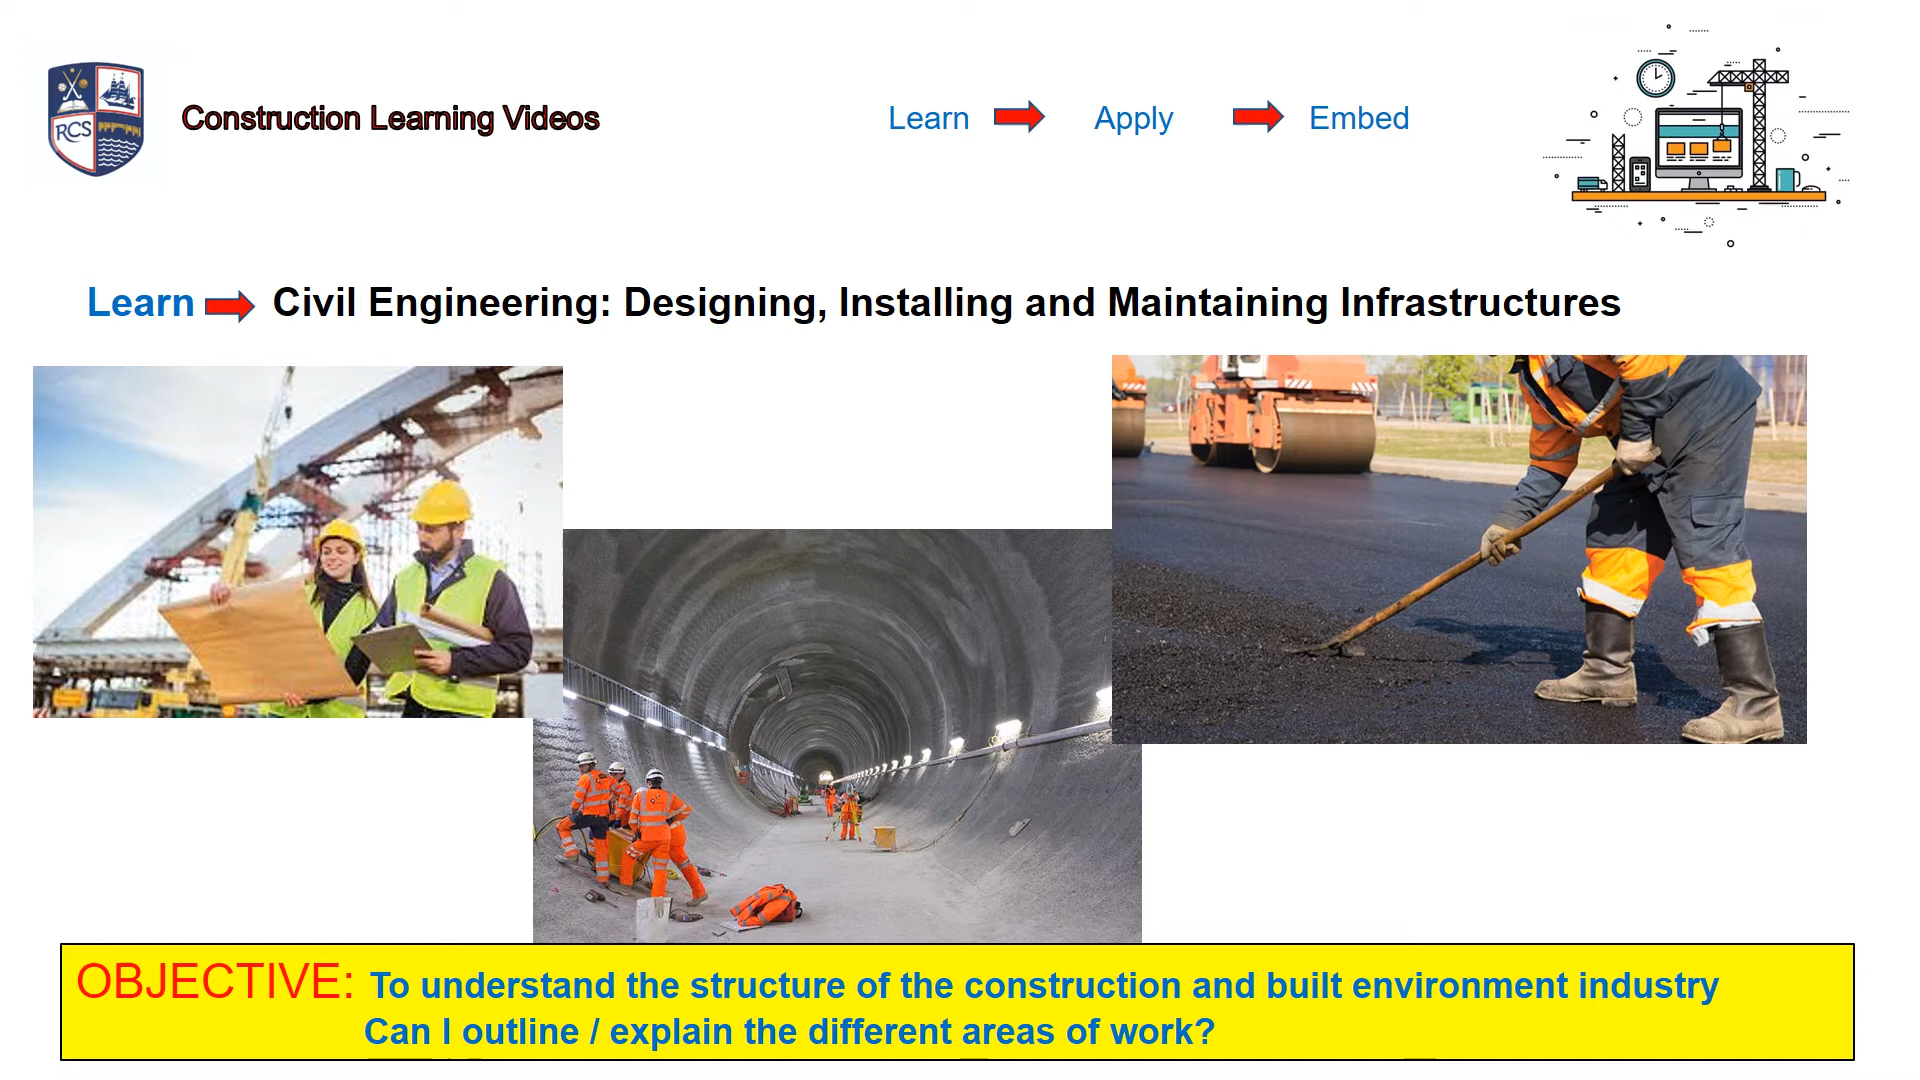 RCS
Construction Learning Videos
Learn Apply Embed
Learn Civil Engineering: Designing, Installing and Maintaining Infrastructures
OBJECTIVE: To understand the structure of the construction and built environment industry
Can I outline / explain the different areas of work?